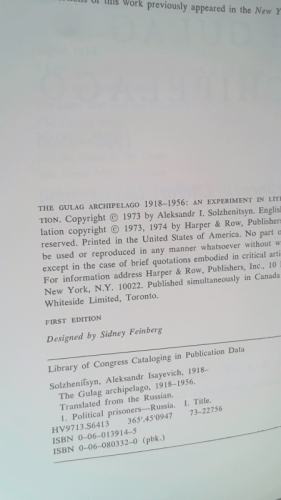 of this work previously appeared in the New Y
THE GULAG ARCHIPELAGO 1918–1956: AN EXPERIMENT IN LITE
TION. Copyright © 1973 by Aleksandr I. Solzhenitsyn. English
lation copyright © 1973, 1974 by Harper & Row, Publishers
reserved. Printed in the United States of America. No part o
be used or reproduced in any manner whatsoever without w
except in the case of brief quotations embodied in critical arti
For information address Harper & Row, Publishers, Inc., 10
New York, N.Y. 10022. Published simultaneously in Canada
Whiteside Limited, Toronto.
FIRST EDITION
Designed by Sidney Feinberg
Library of Congress Cataloging in Publication Data
Solzhenitsyn, Aleksandr Isayevich, 1918–
The Gulag archipelago, 1918–1956.
Translated from the Russian.
1. Political prisoners—Russia. I. Title.
HV9713.S6413 365'.45'0947 73–22756
ISBN 0–06–013914–5
ISBN 0–06–080332–0 (pbk.)